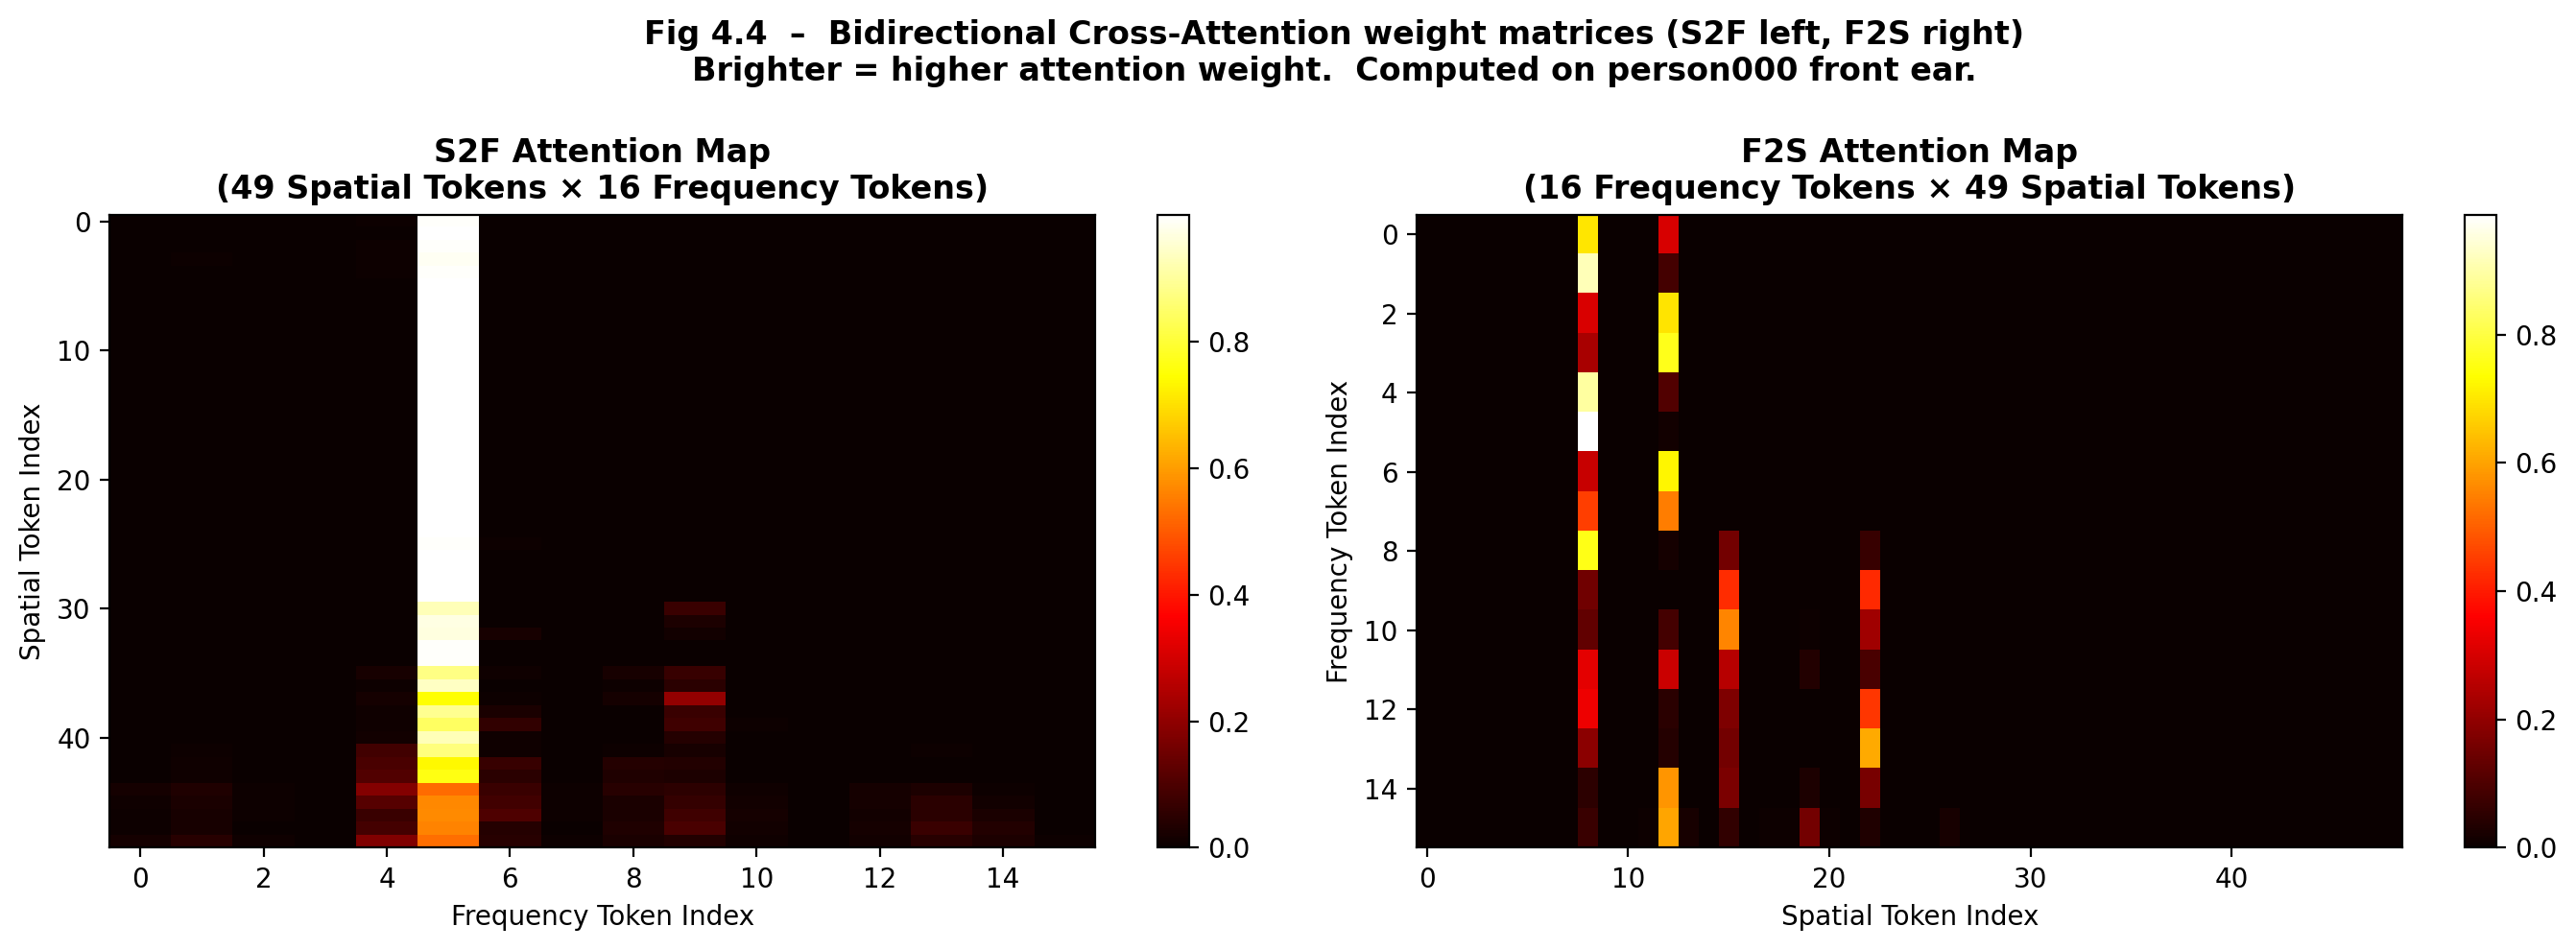 Fig 4.4 – Bidirectional Cross-Attention weight matrices (S2F left, F2S right)
Brighter = higher attention weight. Computed on person000 front ear.
S2F Attention Map
(49 Spatial Tokens × 16 Frequency Tokens)
0
10
20
30
40
Spatial Token Index
0 2 4 6 8 10 12 14
Frequency Token Index
0.8
0.6
0.4
0.2
0.0
F2S Attention Map
(16 Frequency Tokens × 49 Spatial Tokens)
0
2
4
6
8
10
12
14
Frequency Token Index
0 10 20 30 40
Spatial Token Index
0.8
0.6
0.4
0.2
0.0